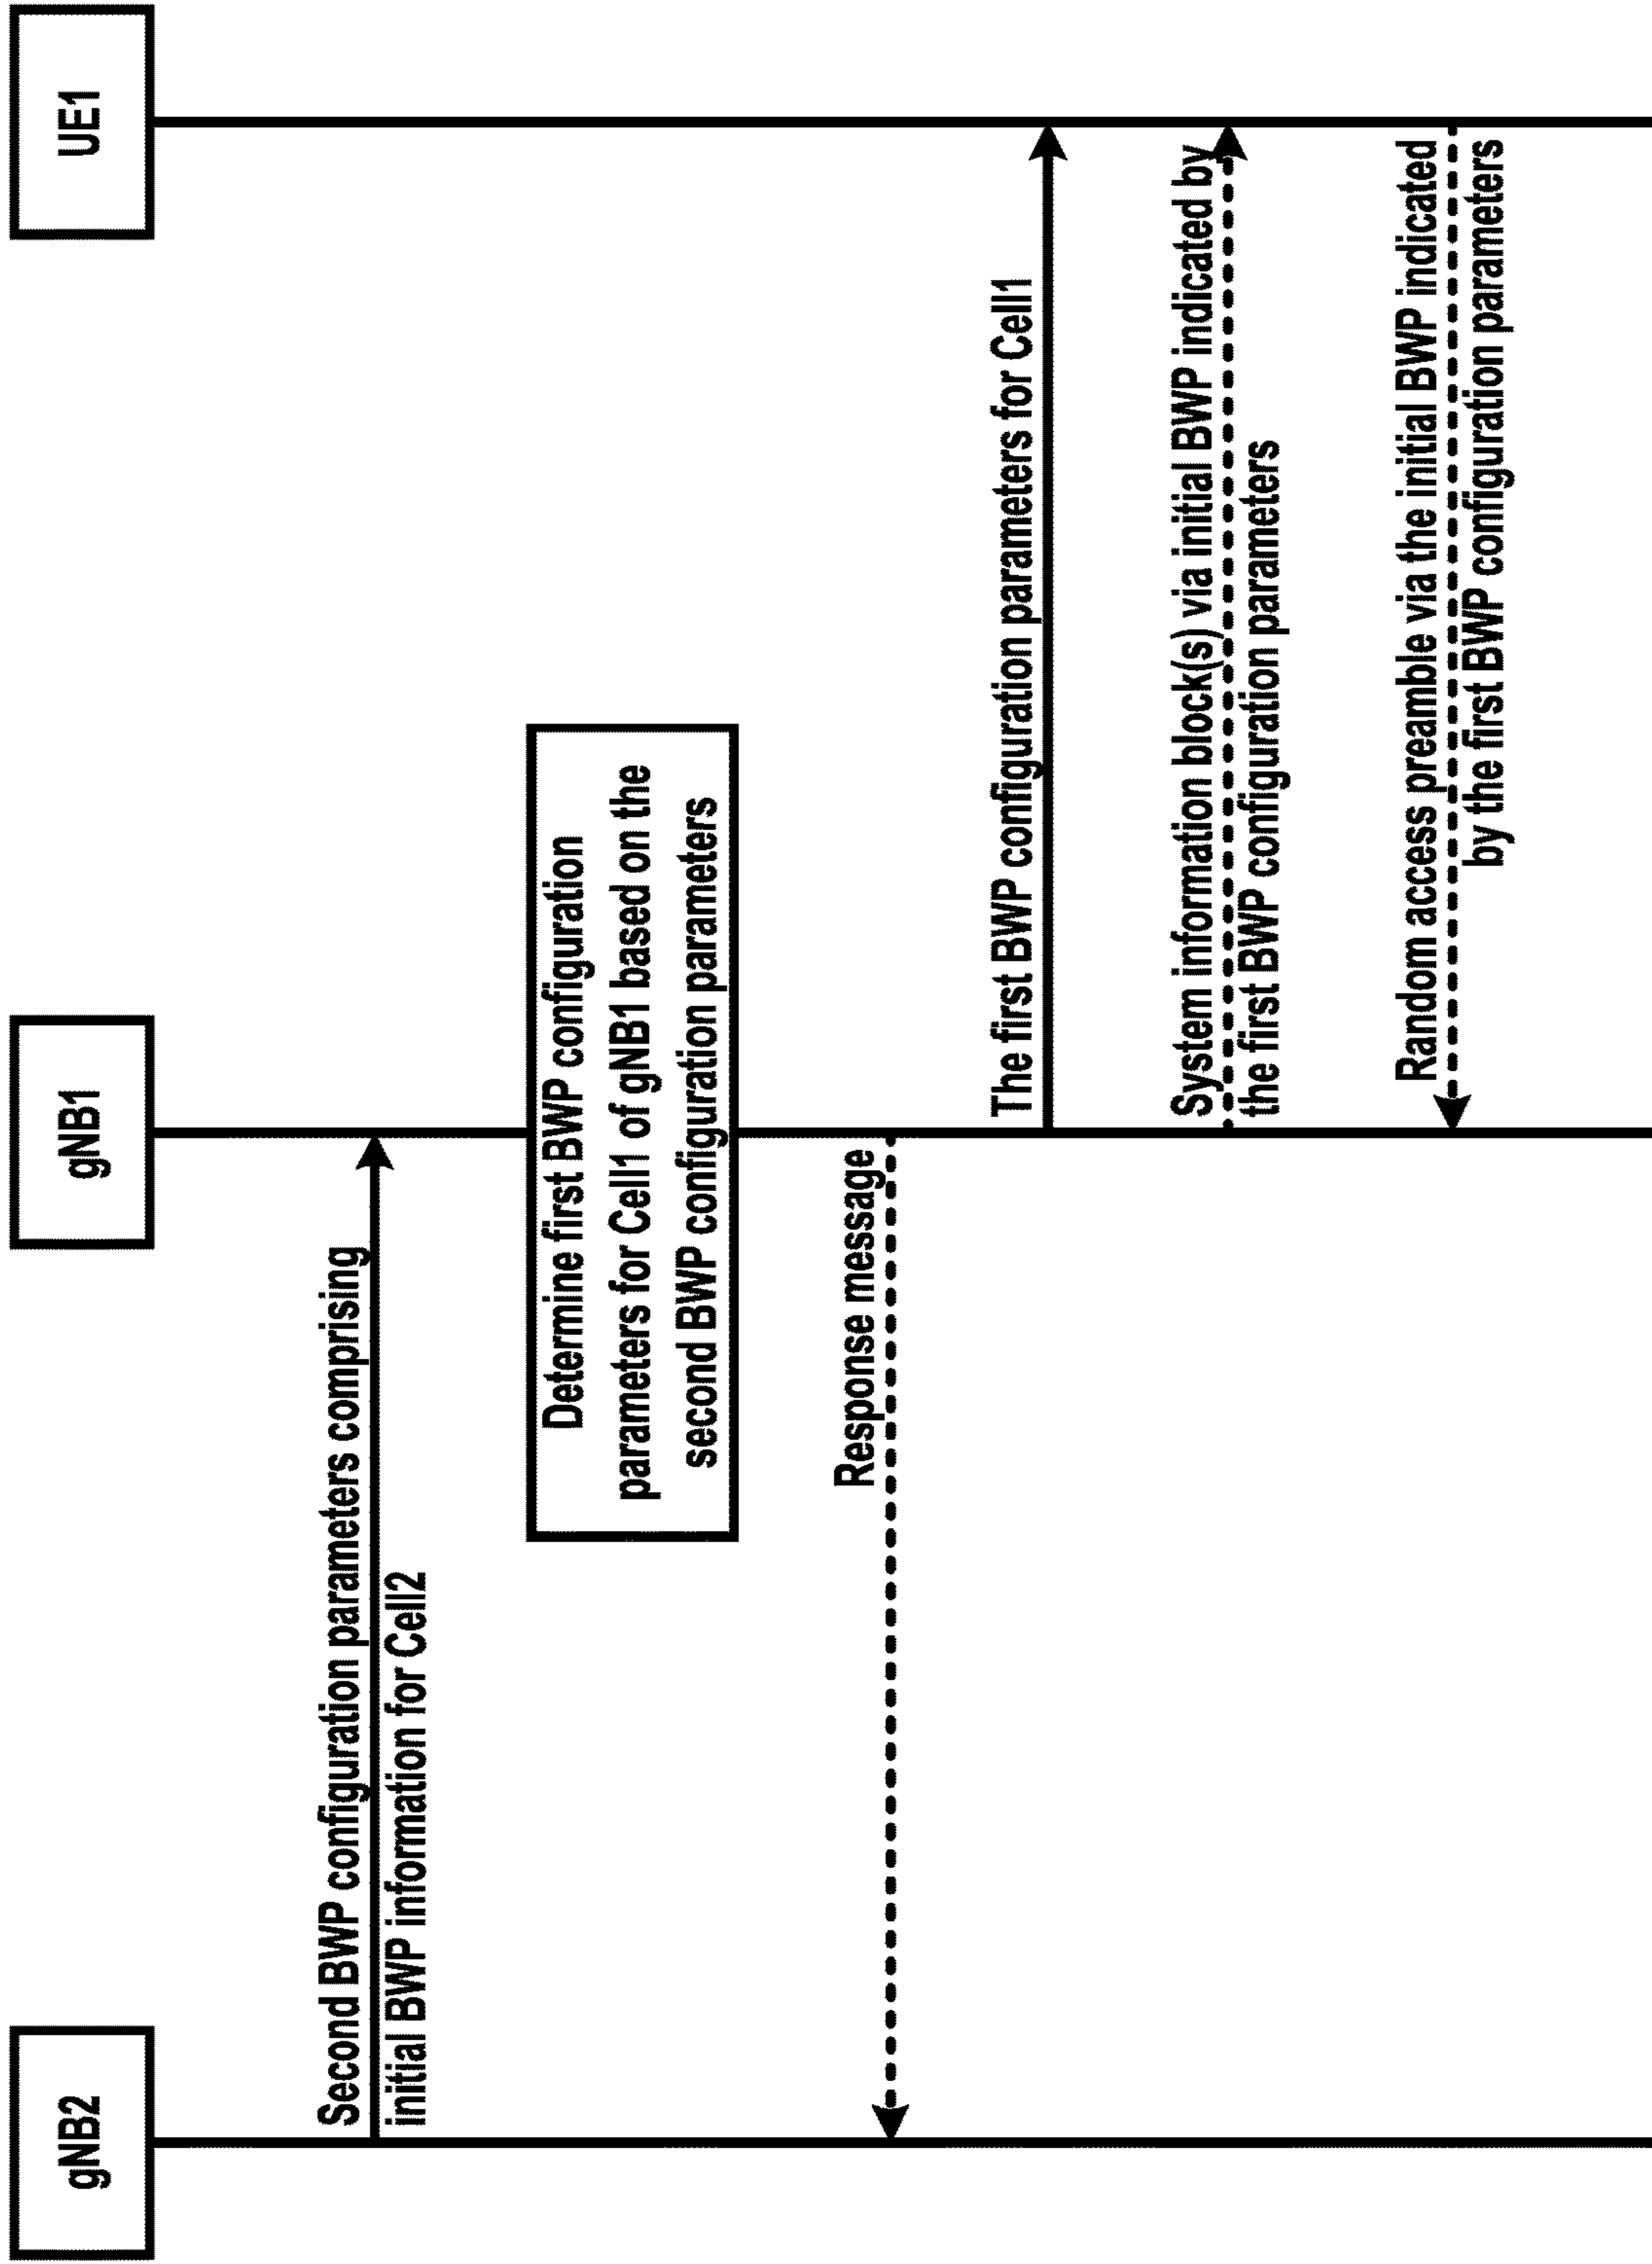 gNB2
gNB1
UE1
Second BWP configuration parameters comprising
initial BWP information for Cell2
Determine first BWP configuration
parameters for Cell1 of gNB1 based on the
second BWP configuration parameters
Response message
The first BWP configuration parameters for Cell1
System information block(s) via initial BWP indicated by
the first BWP configuration parameters
Random access preamble via the initial BWP indicated
by the first BWP configuration parameters